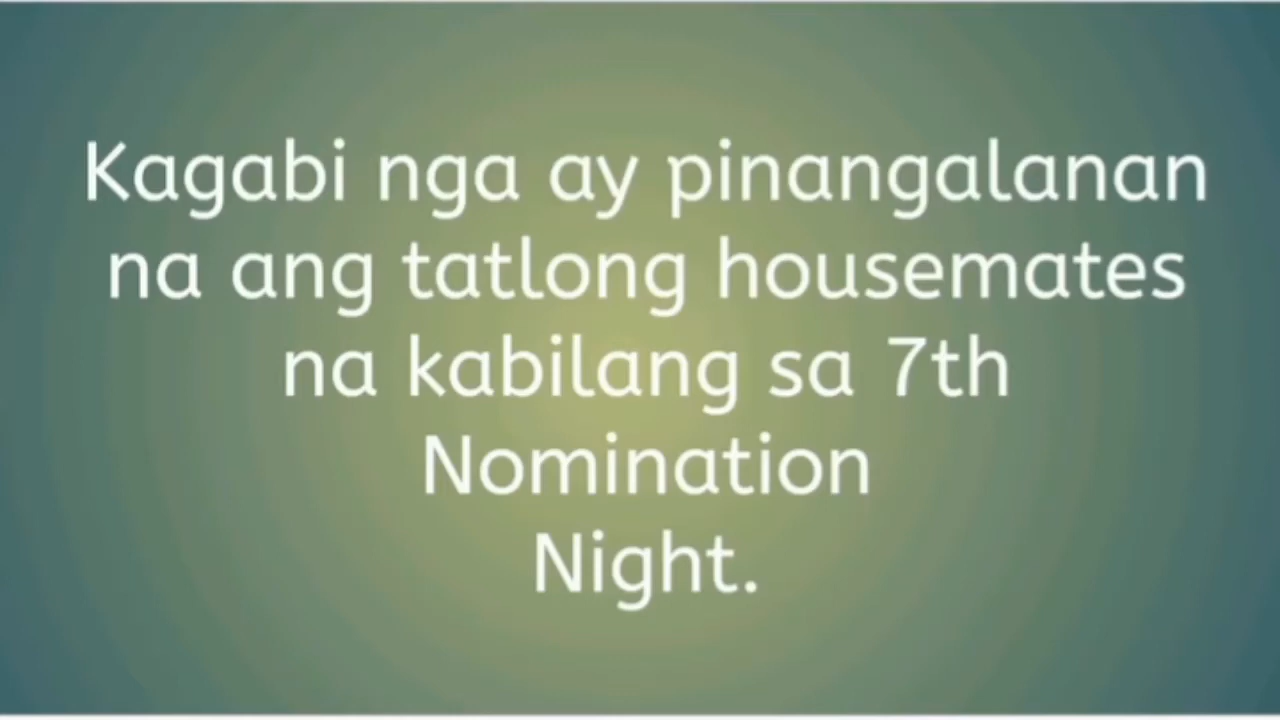 Kagabi nga ay pinangalanan
na ang tatlong housemates
na kabilang sa 7th
Nomination
Night.